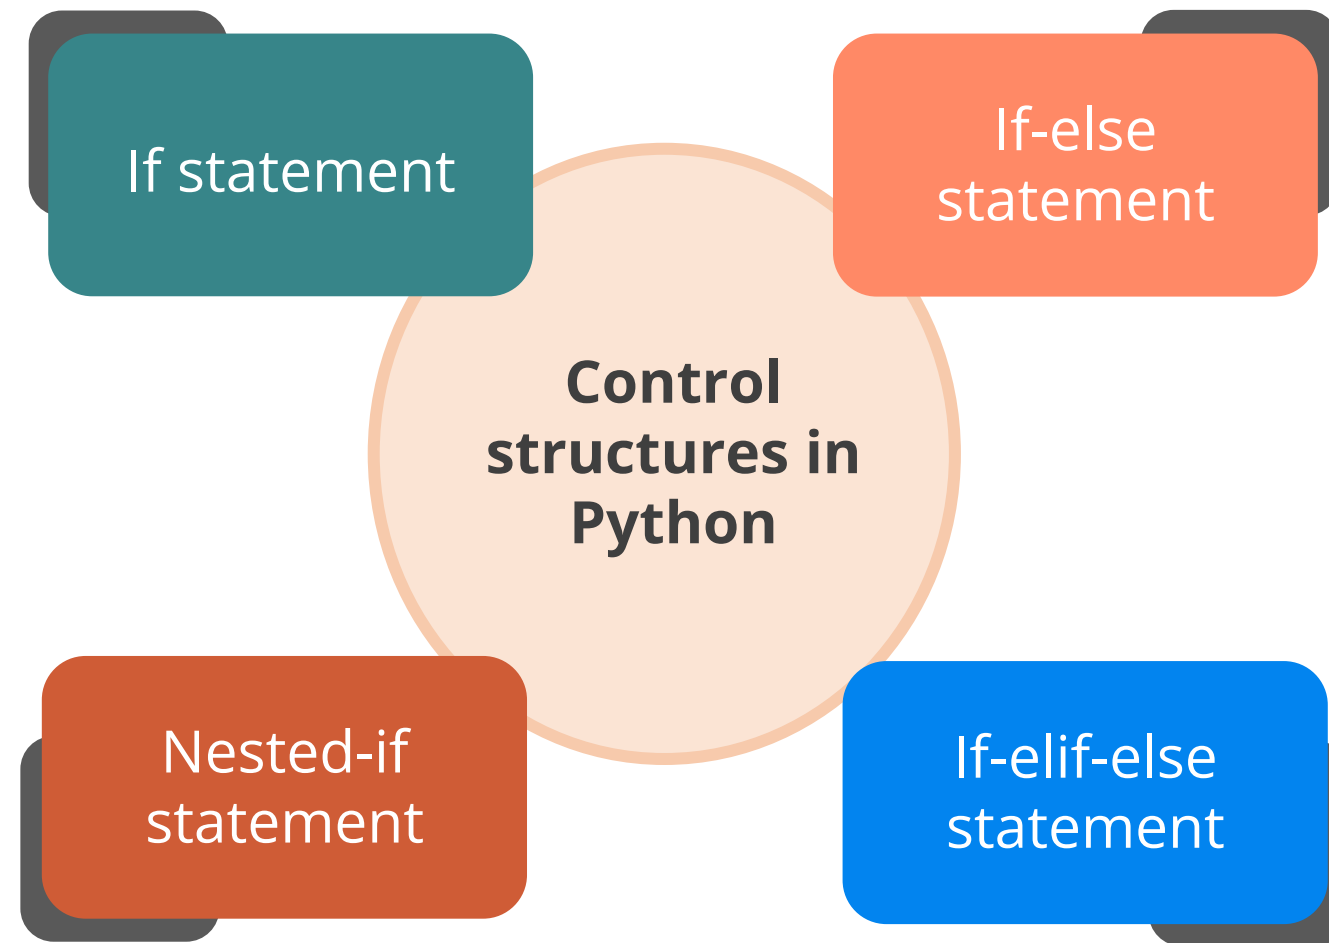 If statement
If-else
statement
Control
structures in
Python
Nested-if
statement
If-elif-else
statement